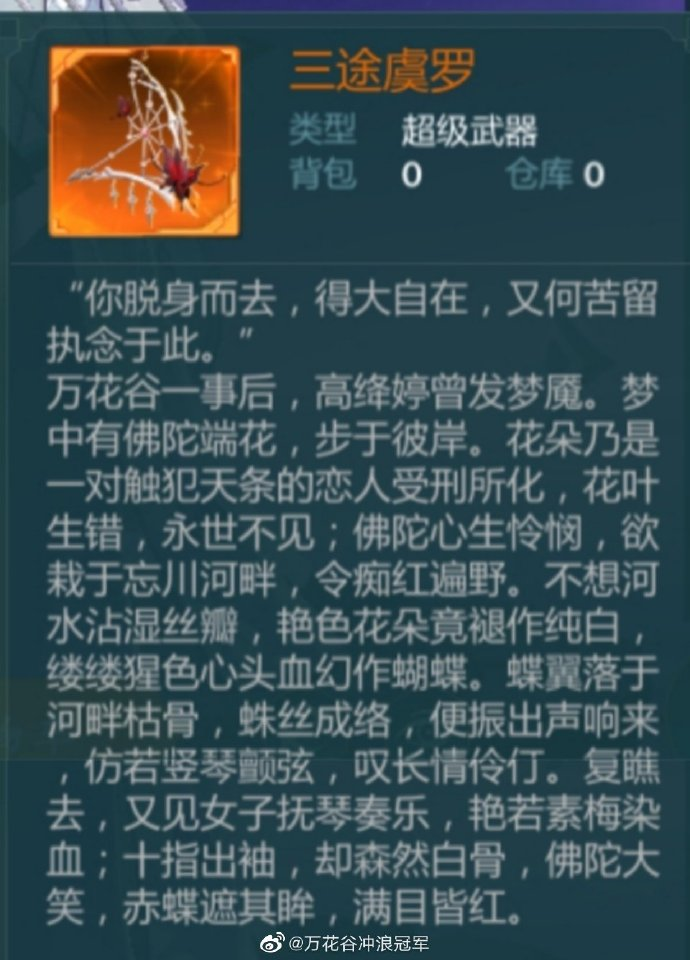 三途虞罗
类型 超级武器
背包 0 仓库 0
“你脱身而去，得大自在，又何苦留
执念于此。”
万花谷一事后，高绛婷曾发梦魇。梦
中有佛陀端花，步于彼岸。花朵乃是
一对触犯天条的恋人受刑所化，花叶
生错，永世不见；佛陀心生怜悯，欲
栽于忘川河畔，令痴红遍野。不想河
水沾湿丝瓣，艳色花朵竟褪作纯白，
缕缕猩色心头血幻作蝴蝶。蝶翼落于
河畔枯骨，蛛丝成络，便振出声响来
，仿若竖琴颤弦，叹长情伶仃。复瞧
去，又见女子抚琴奏乐，艳若素梅染
血；十指出袖，却森然白骨，佛陀大
笑，赤蝶遮其眸，满目皆红。
@万花谷冲浪冠军